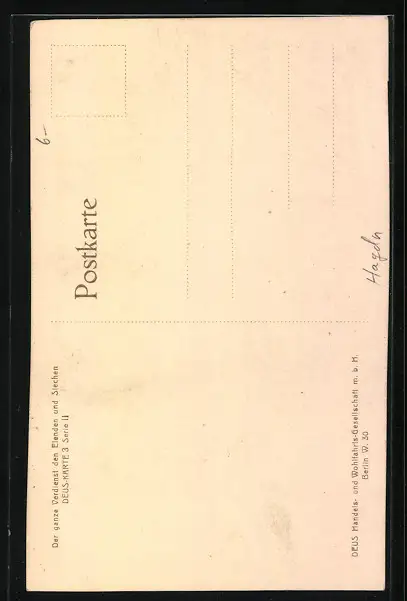 Der ganze Verdienst den Elenden und Siechen
DEUS-KARTE 3 Serie II
Postkarte
6-
Haydn
DEUS Handels- und Wohlfahrts-Gesellschaft m. b. H.
Berlin W. 30